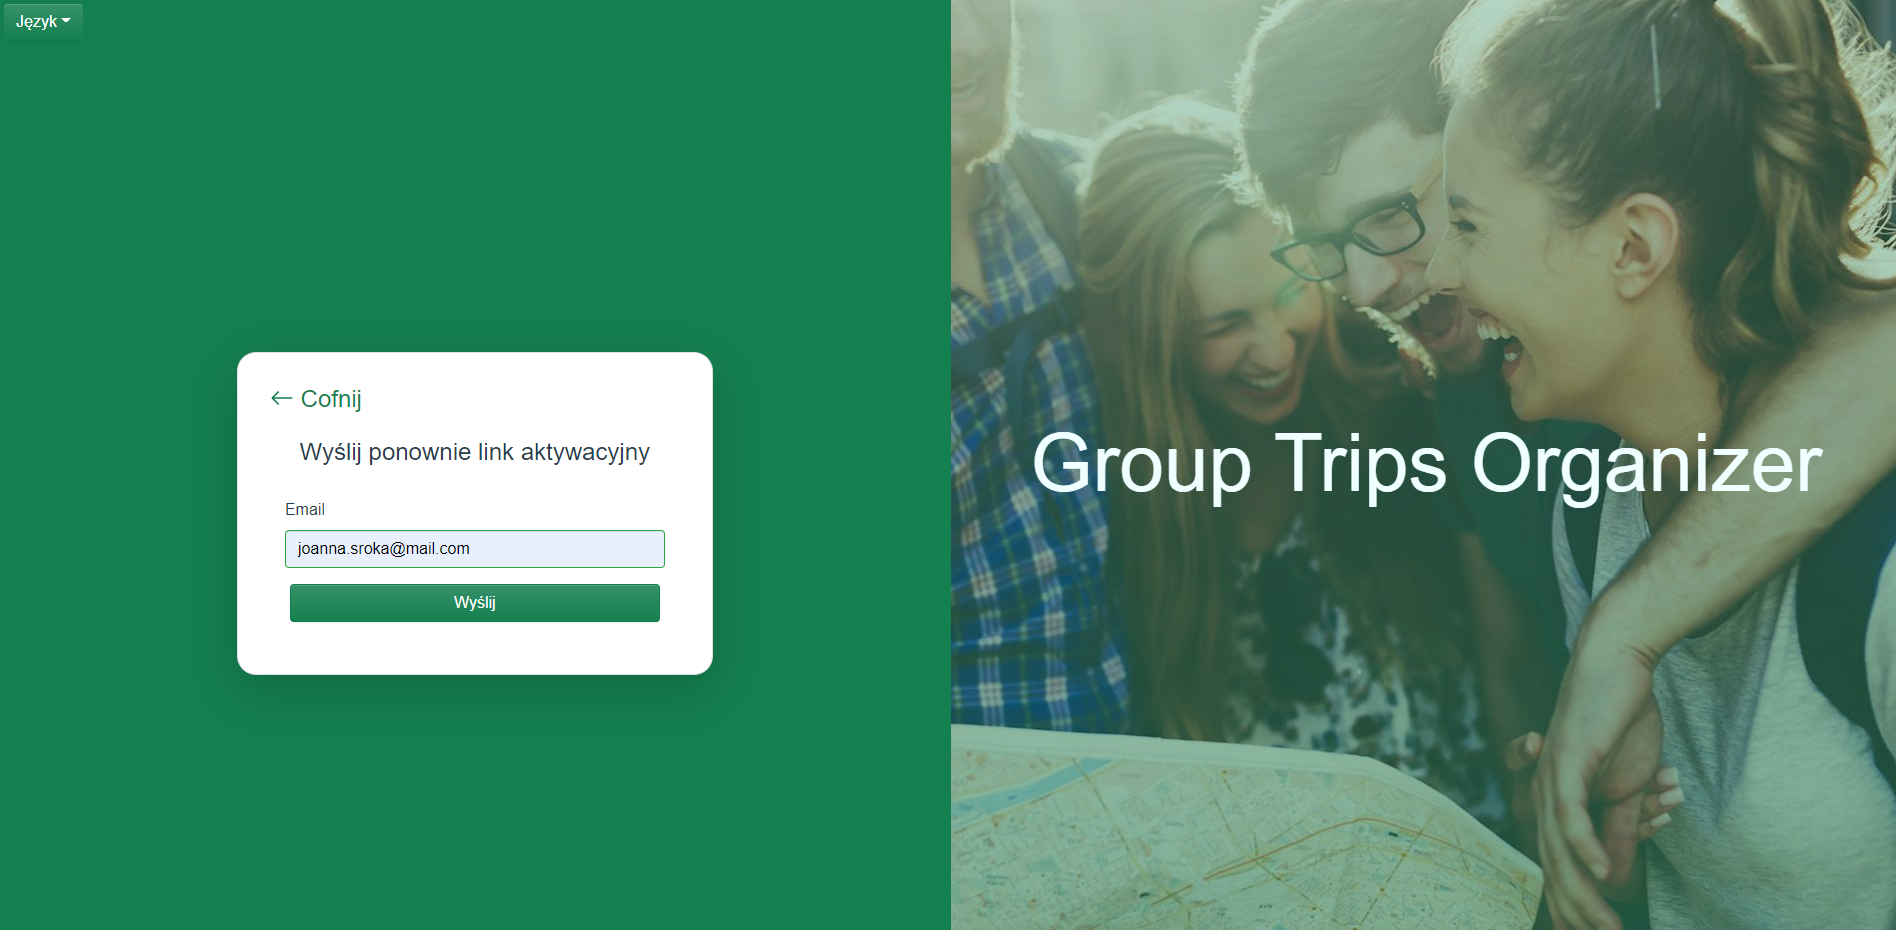 Język
Cofnij
Wyślij ponownie link aktywacyjny
Email
joanna.sroka@mail.com
Wyślij
Group Trips Organizer